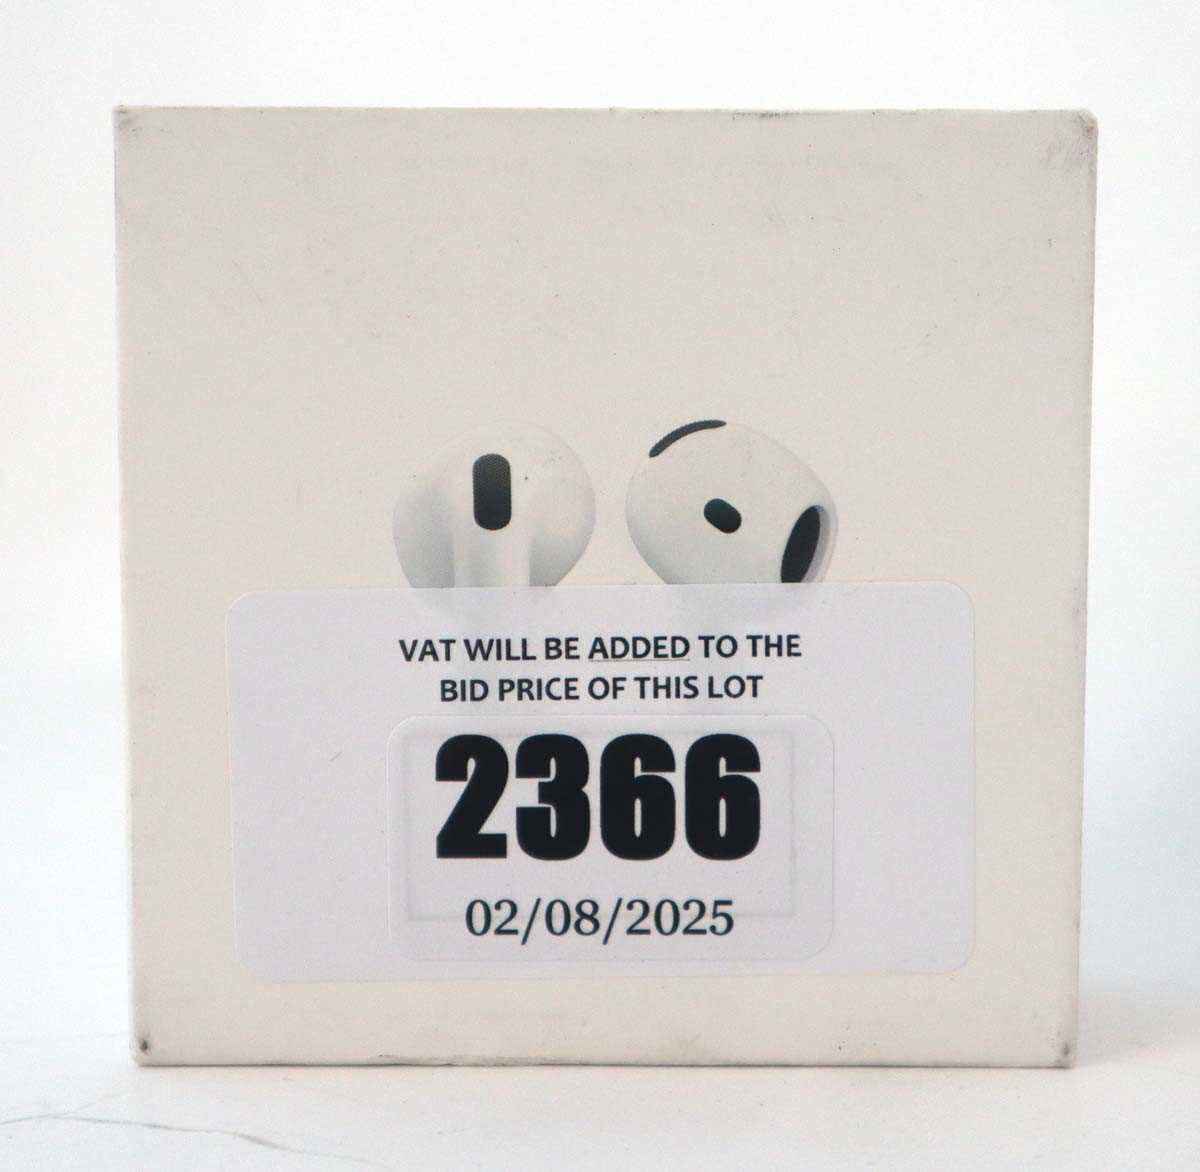 VAT WILL BE ADDED TO THE
BID PRICE OF THIS LOT
2366
02/08/2025